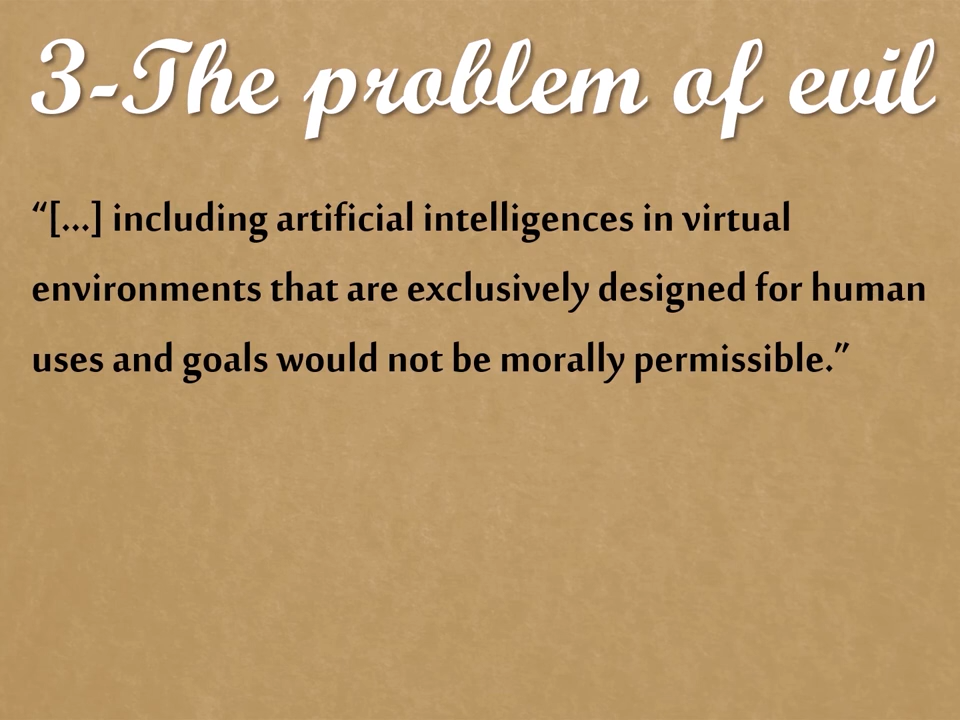 3-The problem of evil
“[...] including artificial intelligences in virtual
environments that are exclusively designed for human
uses and goals would not be morally permissible.”